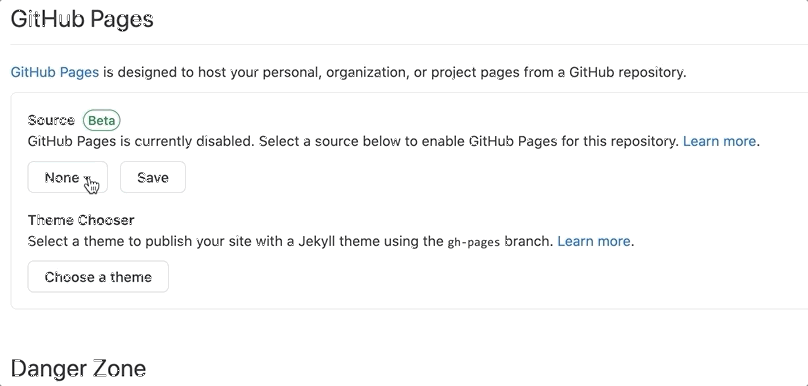 GitHub Pages
GitHub Pages is designed to host your personal, organization, or project pages from a GitHub repository.
Source Beta
GitHub Pages is currently disabled. Select a source below to enable GitHub Pages for this repository. Learn more.
None Save
Theme Chooser
Select a theme to publish your site with a Jekyll theme using the gh-pages branch. Learn more.
Choose a theme
Danger Zone